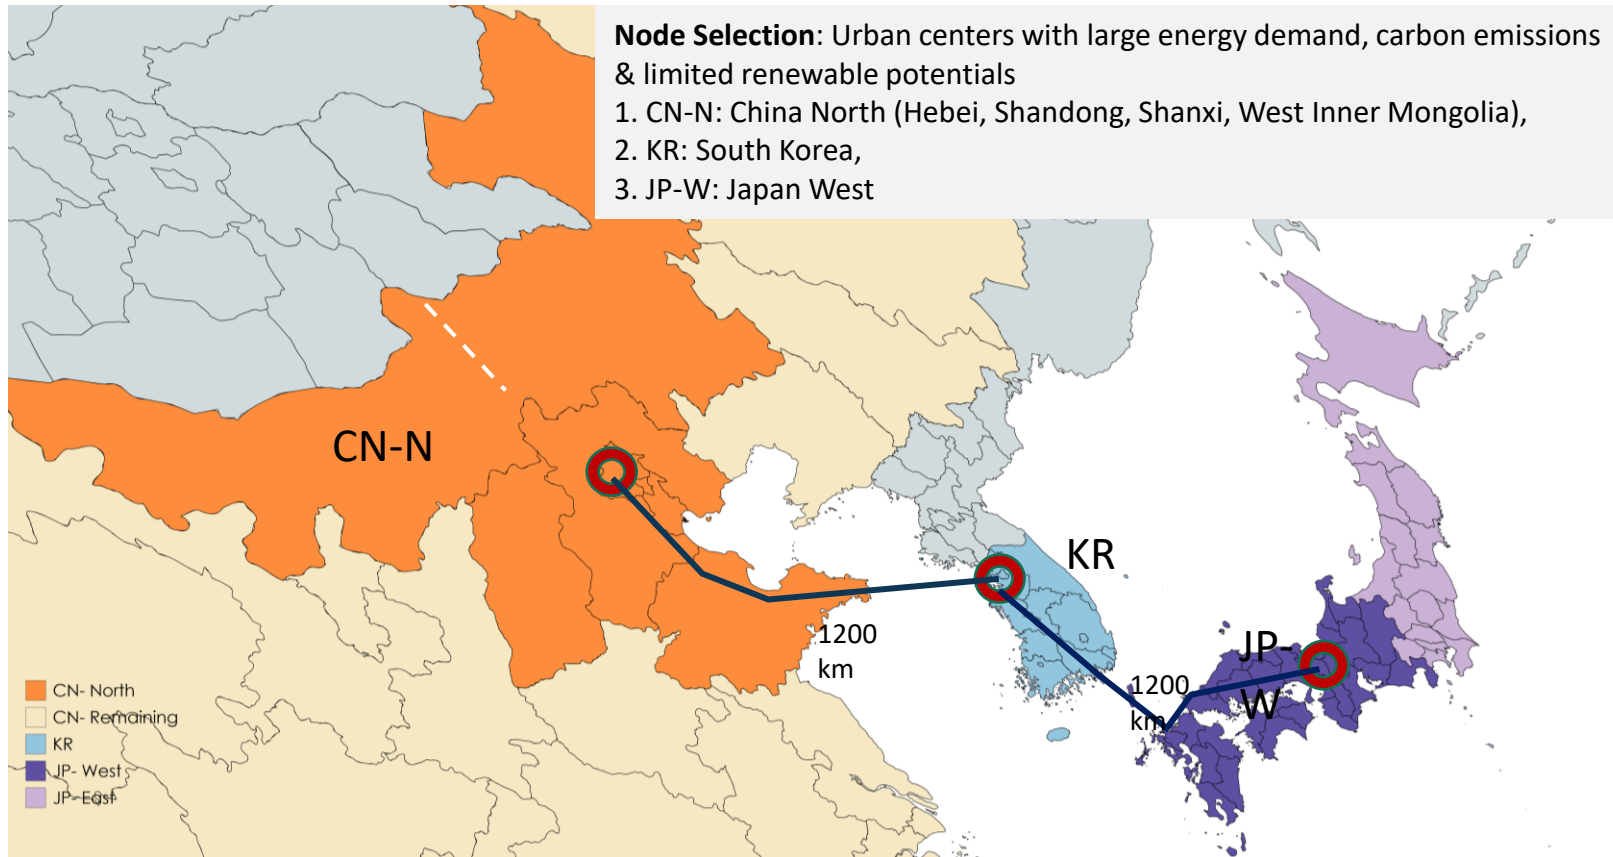 Node Selection: Urban centers with large energy demand, carbon emissions
& limited renewable potentials
1. CN-N: China North (Hebei, Shandong, Shanxi, West Inner Mongolia),
2. KR: South Korea,
3. JP-W: Japan West
CN-N
KR
1200
km
JP-
W
1200
km
CN- North
CN- Remaining
KR
JP- West
JP- East